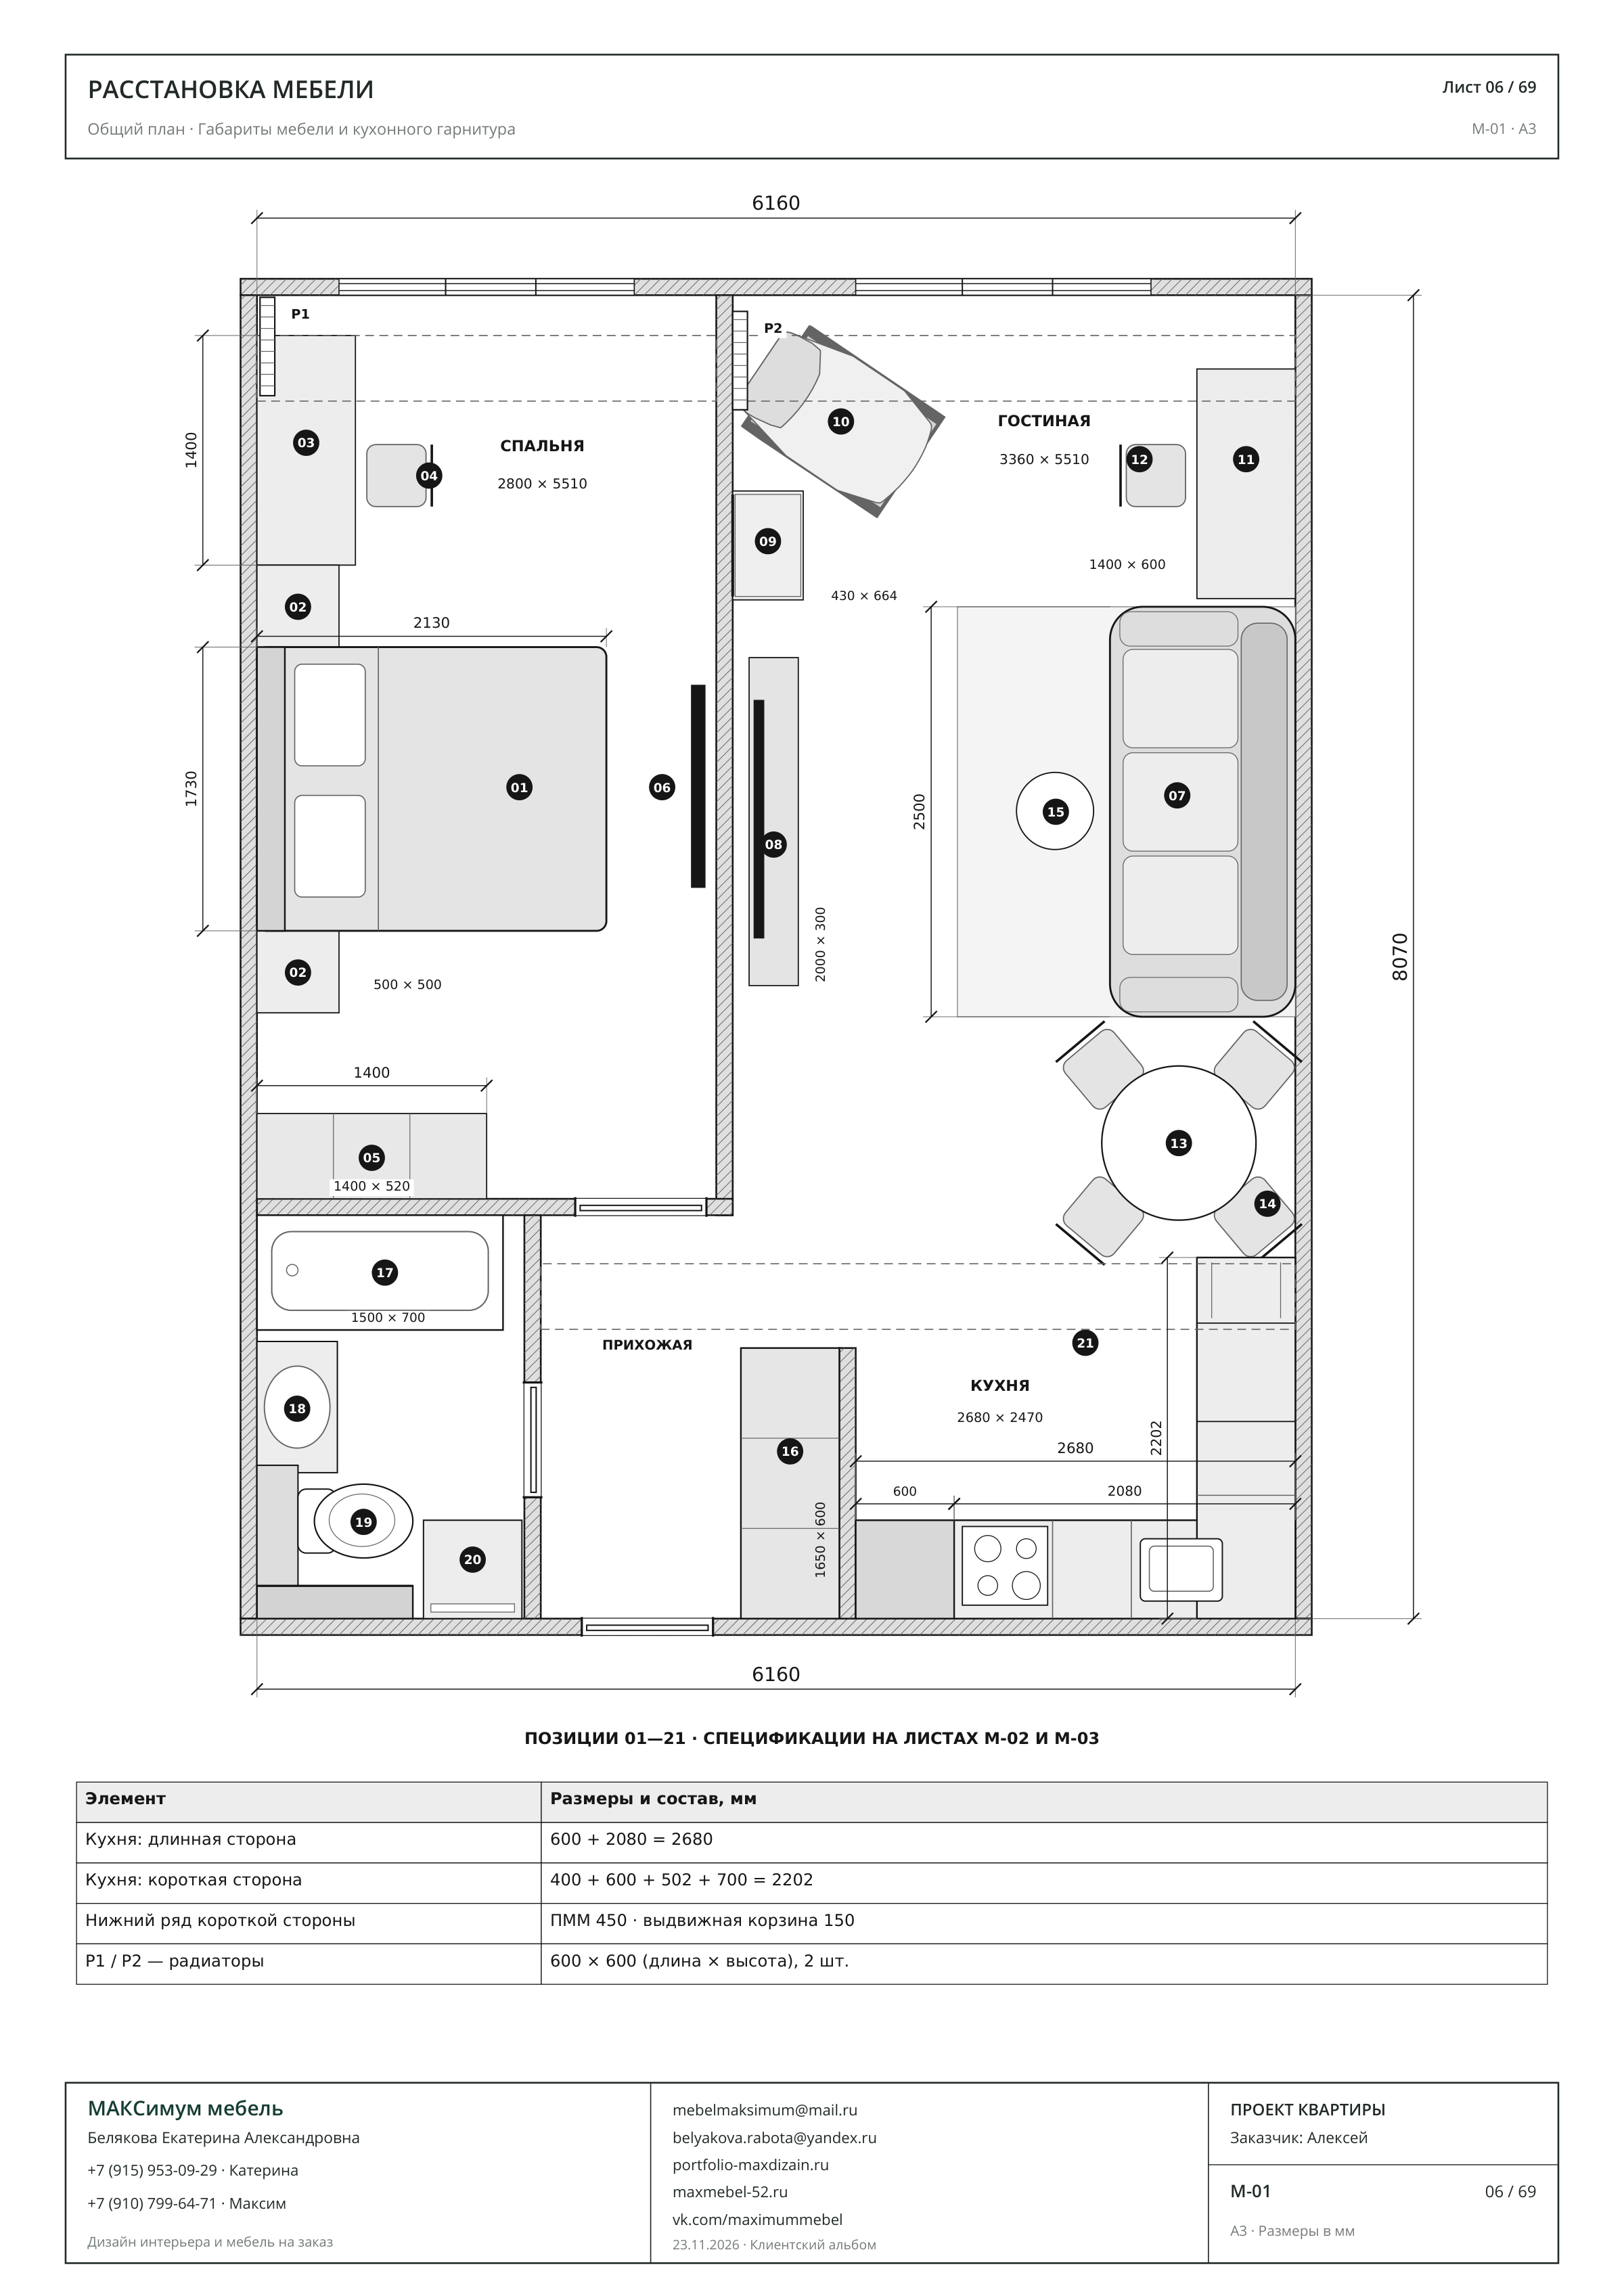 РАССТАНОВКА МЕБЕЛИ
Лист 06 / 69
Общий план · Габариты мебели и кухонного гарнитура
М-01 · А3
6160
P1
P2
1400
03
04
СПАЛЬНЯ
2800 × 5510
10
ГОСТИНАЯ
3360 × 5510
12
11
09
1400 × 600
430 × 664
02
2130
1730
01
06
08
2000 × 300
2500
15
07
8070
02
500 × 500
1400
05
1400 × 520
13
14
17
1500 × 700
ПРИХОЖАЯ
21
КУХНЯ
2680 × 2470
18
16
1650 × 600
2680
2202
600
2080
19
20
6160
ПОЗИЦИИ 01—21 · СПЕЦИФИКАЦИИ НА ЛИСТАХ М-02 И М-03
Элемент
Размеры и состав, мм
Кухня: длинная сторона
600 + 2080 = 2680
Кухня: короткая сторона
400 + 600 + 502 + 700 = 2202
Нижний ряд короткой стороны
ПММ 450 · выдвижная корзина 150
P1 / P2 — радиаторы
600 × 600 (длина × высота), 2 шт.
МАКСимум мебель
Белякова Екатерина Александровна
+7 (915) 953-09-29 · Катерина
+7 (910) 799-64-71 · Максим
Дизайн интерьера и мебель на заказ
mebelmaksimum@mail.ru
belyakova.rabota@yandex.ru
portfolio-maxdizain.ru
maxmebel-52.ru
vk.com/maximummebel
23.11.2026 · Клиентский альбом
ПРОЕКТ КВАРТИРЫ
Заказчик: Алексей
М-01
06 / 69
А3 · Размеры в мм